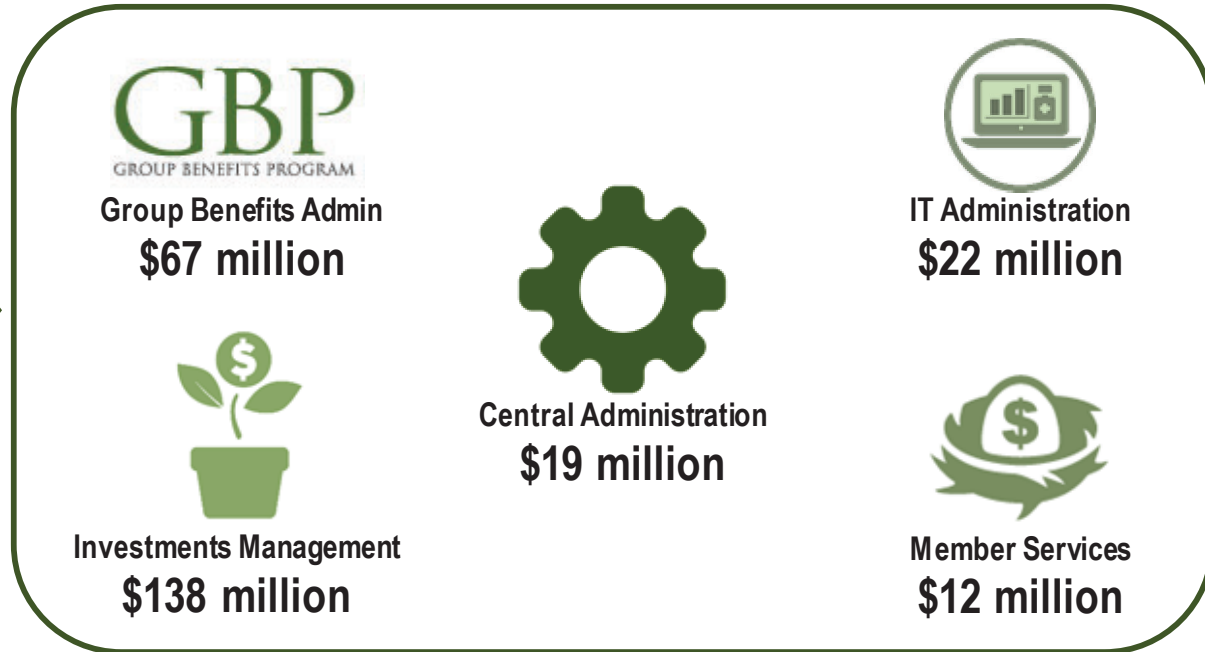 GBP
GROUP BENEFITS PROGRAM
Group Benefits Admin
$67 million
IT Administration
$22 million
Central Administration
$19 million
$
Investments Management
$138 million
$
Member Services
$12 million